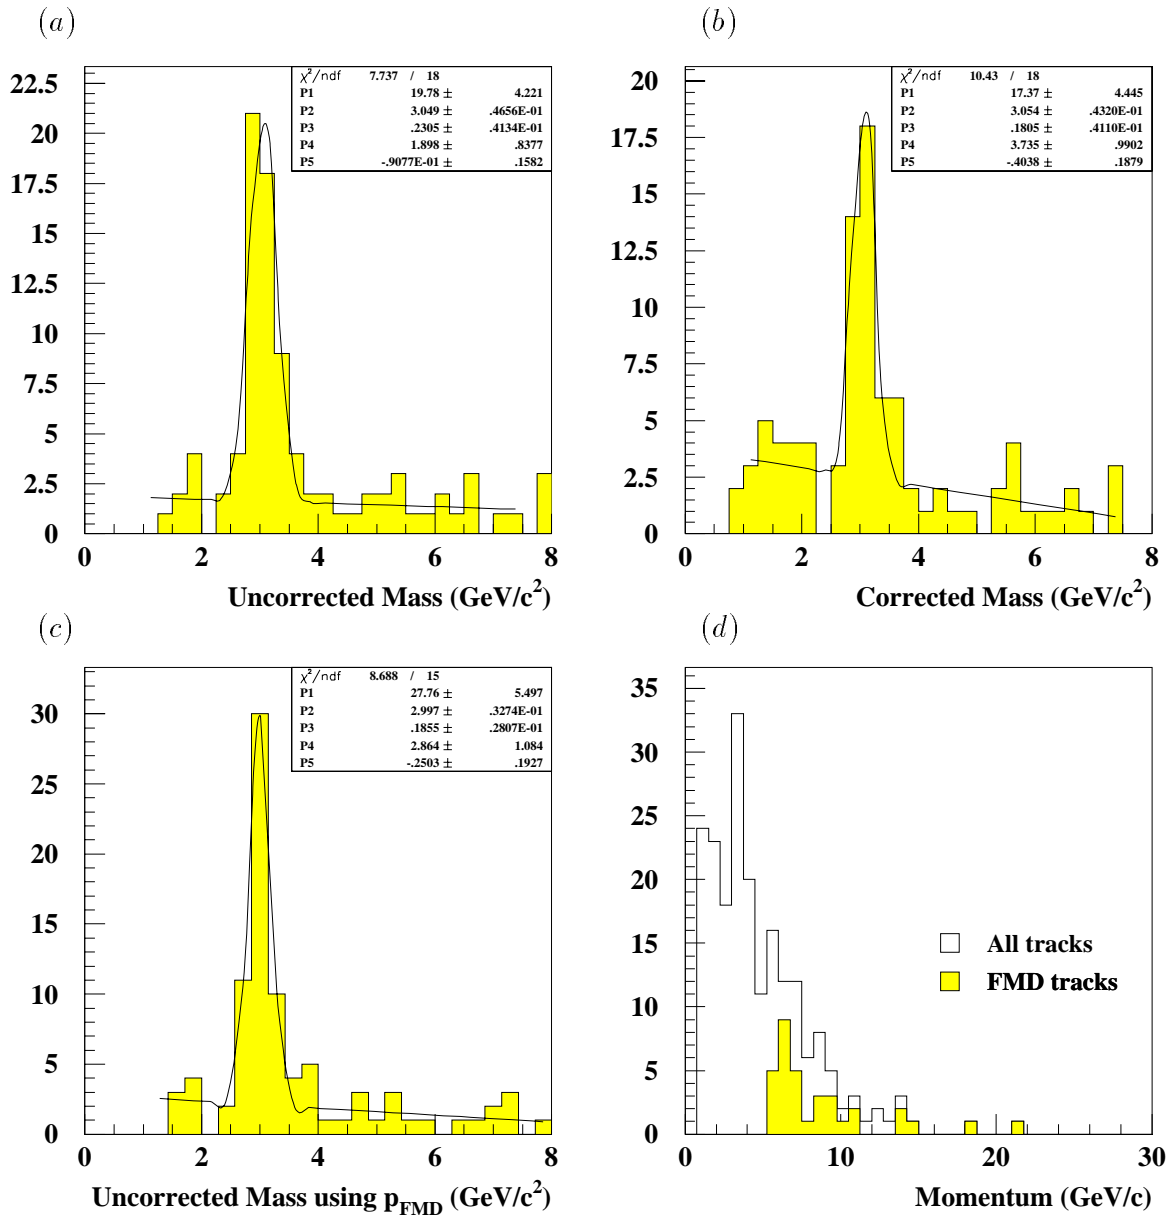 (a)
χ²/ndf 7.737 / 18
P1 19.78 ± 4.221
P2 3.049 ± .4656E-01
P3 .2305 ± .4134E-01
P4 1.898 ± .8377
P5 -.9077E-01 ± .1582
22.5
20
17.5
15
12.5
10
7.5
5
2.5
0
0 2 4 6 8
Uncorrected Mass (GeV/c²)
(b)
χ²/ndf 10.43 / 18
P1 17.37 ± 4.445
P2 3.054 ± .4320E-01
P3 .1805 ± .4110E-01
P4 3.735 ± .9902
P5 -.4038 ± .1879
20
17.5
15
12.5
10
7.5
5
2.5
0
0 2 4 6 8
Corrected Mass (GeV/c²)
(c)
χ²/ndf 8.688 / 15
P1 27.76 ± 5.497
P2 2.997 ± .3274E-01
P3 .1855 ± .2807E-01
P4 2.864 ± 1.084
P5 -.2503 ± .1927
30
25
20
15
10
5
0
0 2 4 6 8
Uncorrected Mass using p_FMD (GeV/c²)
(d)
35
30
25
20
15
10
5
0
All tracks
FMD tracks
0 10 20 30
Momentum (GeV/c)